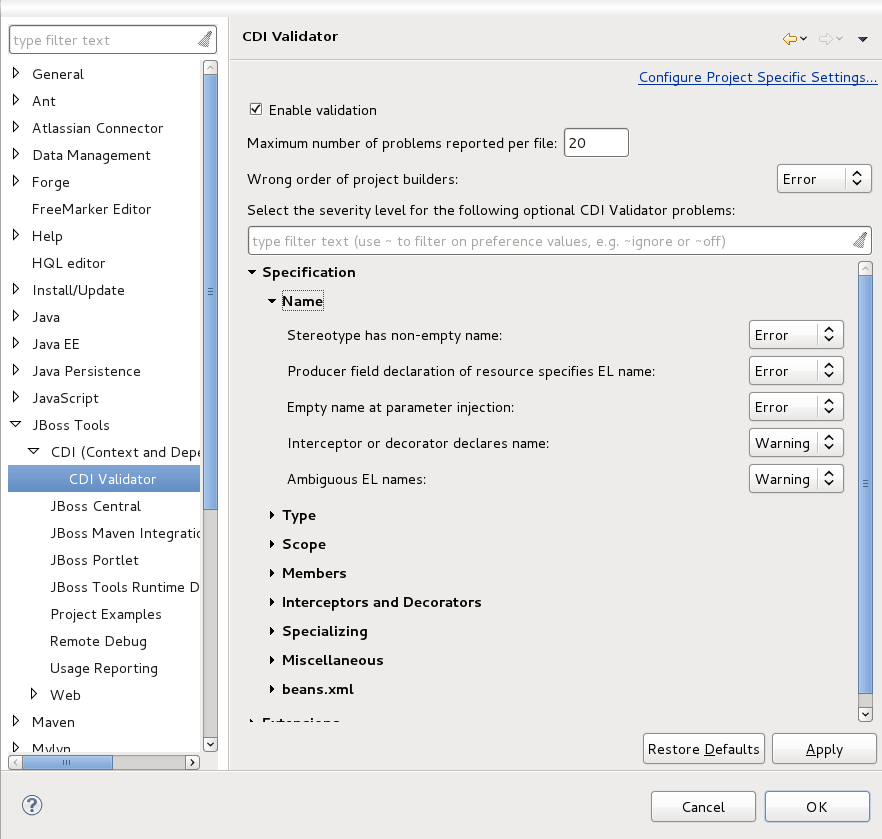 type filter text
General
Ant
Atlassian Connector
Data Management
Forge
FreeMarker Editor
Help
HQL editor
Install/Update
Java
Java EE
Java Persistence
JavaScript
JBoss Tools
CDI (Context and Depe
CDI Validator
JBoss Central
JBoss Maven Integratio
JBoss Portlet
JBoss Tools Runtime D
Project Examples
Remote Debug
Usage Reporting
Web
Maven
Mylyn
CDI Validator
Configure Project Specific Settings...
Enable validation
Maximum number of problems reported per file: 20
Wrong order of project builders: Error
Select the severity level for the following optional CDI Validator problems:
type filter text (use ~ to filter on preference values, e.g. ~ignore or ~off)
Specification
Name
Stereotype has non-empty name: Error
Producer field declaration of resource specifies EL name: Error
Empty name at parameter injection: Error
Interceptor or decorator declares name: Warning
Ambiguous EL names: Warning
Type
Scope
Members
Interceptors and Decorators
Specializing
Miscellaneous
beans.xml
Extensions
Restore Defaults Apply
? Cancel OK